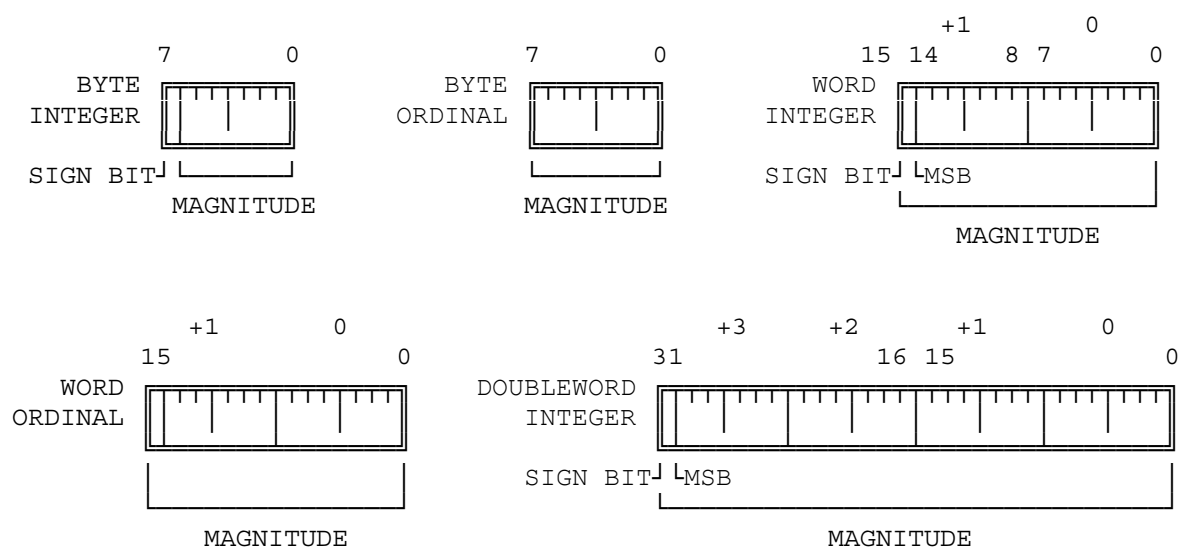 +1 0
7 0 7 0 15 14 8 7 0
BYTE BYTE WORD
INTEGER ORDINAL INTEGER
SIGN BIT SIGN BIT MSB
MAGNITUDE MAGNITUDE
MAGNITUDE
+1 0 +3 +2 +1 0
15 0 31 16 15 0
WORD DOUBLEWORD
ORDINAL INTEGER
SIGN BIT MSB
MAGNITUDE MAGNITUDE